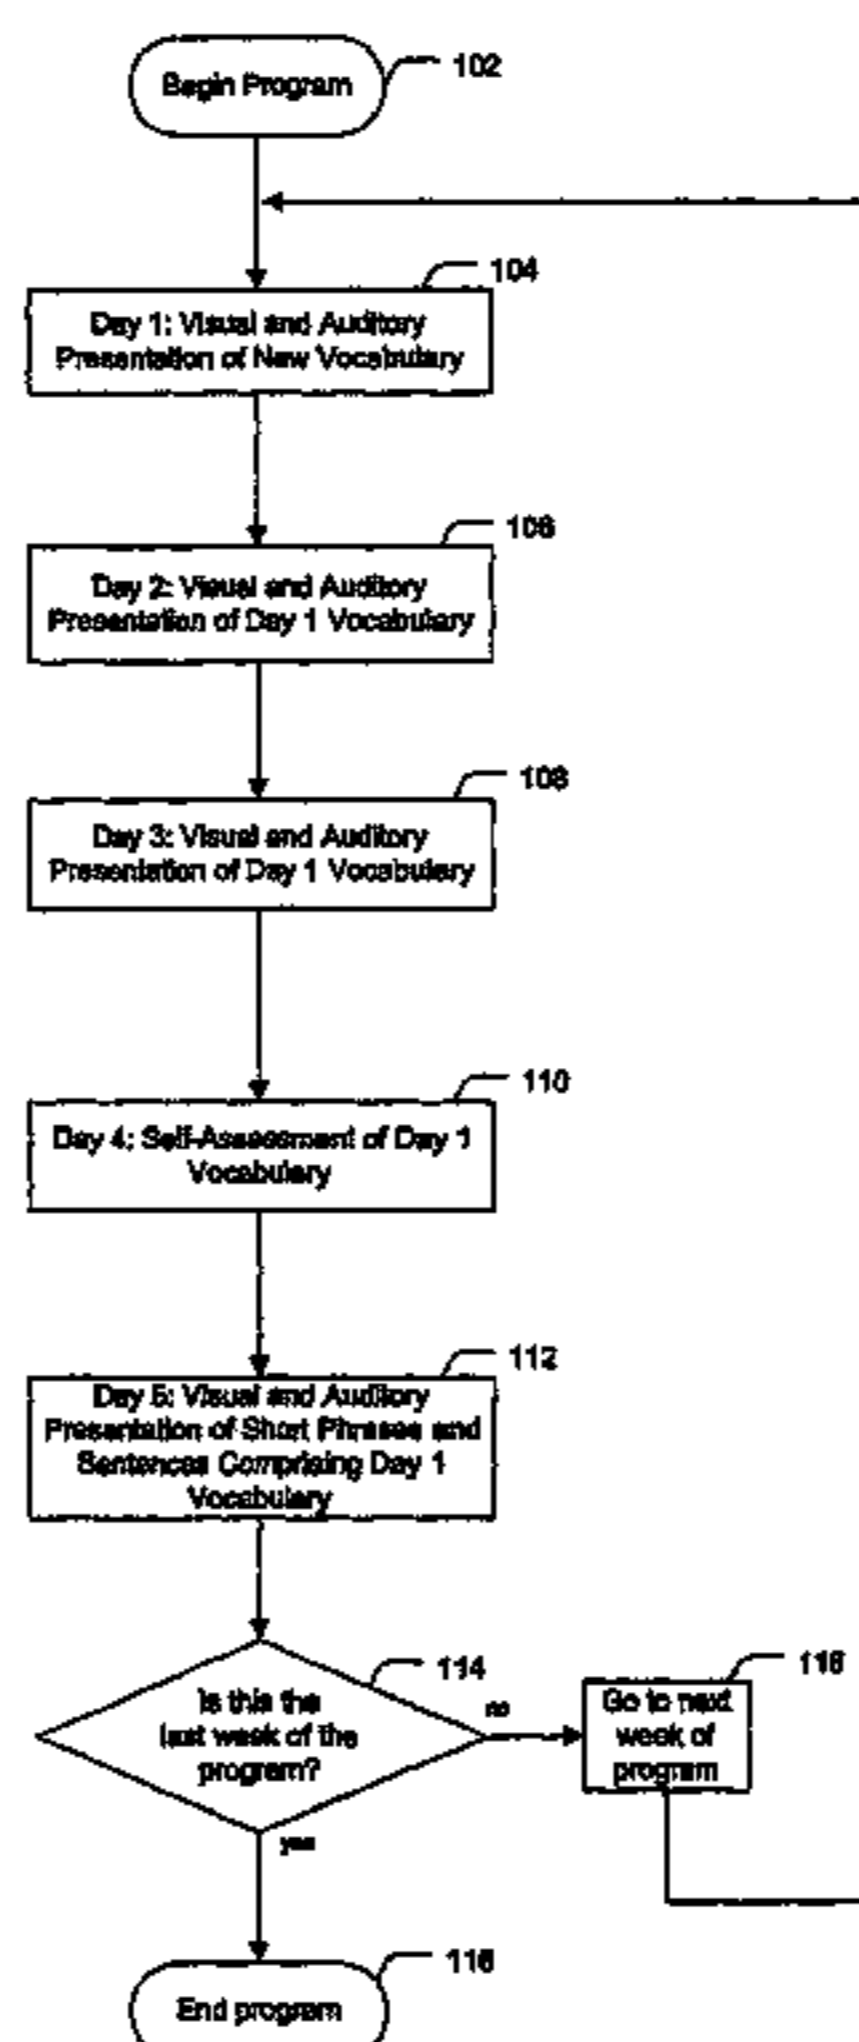 Begin Program
102
104
Day 1: Visual and Auditory
Presentation of New Vocabulary
106
Day 2: Visual and Auditory
Presentation of Day 1 Vocabulary
108
Day 3: Visual and Auditory
Presentation of Day 1 Vocabulary
110
Day 4: Self-Assessment of Day 1
Vocabulary
112
Day 5: Visual and Auditory
Presentation of Short Phrases and
Sentences Comprising Day 1
Vocabulary
114
Is this the
last week of the
program?
no
116
Go to next
week of
program
yes
End program